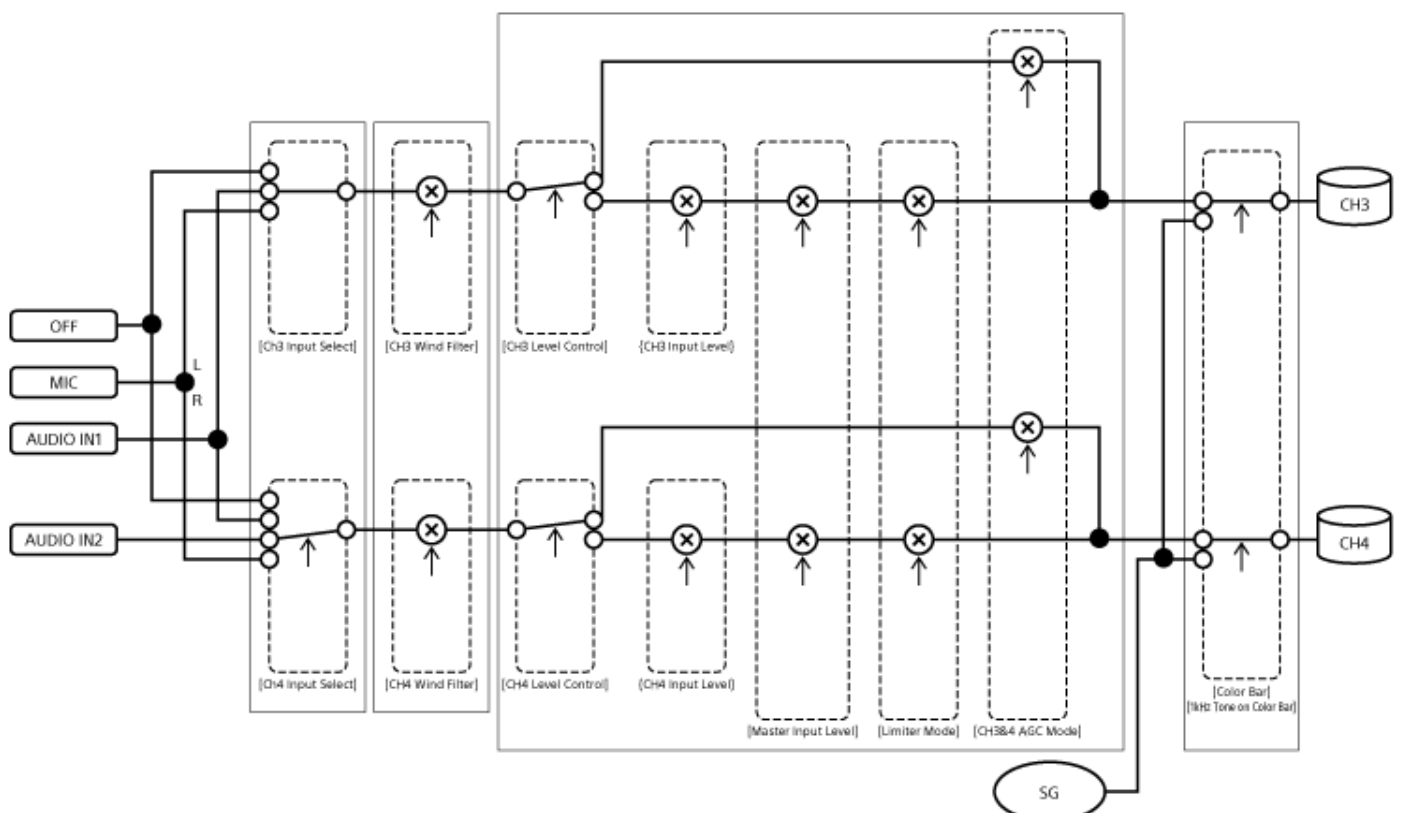 CH3
[Ch3 Input Select]
[CH3 Wind Filter]
[CH3 Level Control]
{CH3 Input Level}
OFF
L
MIC
R
AUDIO IN1
AUDIO IN2
CH4
[Ch4 Input Select]
[CH4 Wind Filter]
[CH4 Level Control]
{CH4 Input Level}
[Color Bar]
[1kHz Tone on Color Bar]
[Master Input Level]
[Limiter Mode]
[CH3&4 AGC Mode]
SG